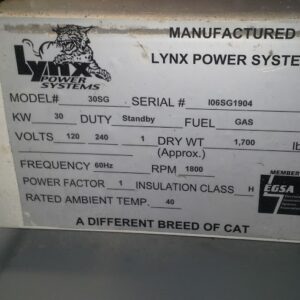 MANUFACTURED
Lynx
POWER
SYSTEMS
LYNX POWER SYSTE
MODEL# 30SG SERIAL # I06SG1904
KW 30 DUTY Standby FUEL GAS
VOLTS 120 240 1 DRY WT 1,700 lb
(Approx.)
FREQUENCY 60Hz RPM 1800
POWER FACTOR 1 INSULATION CLASS H
RATED AMBIENT TEMP. 40
MEMBER
EGSA
A DIFFERENT BREED OF CAT